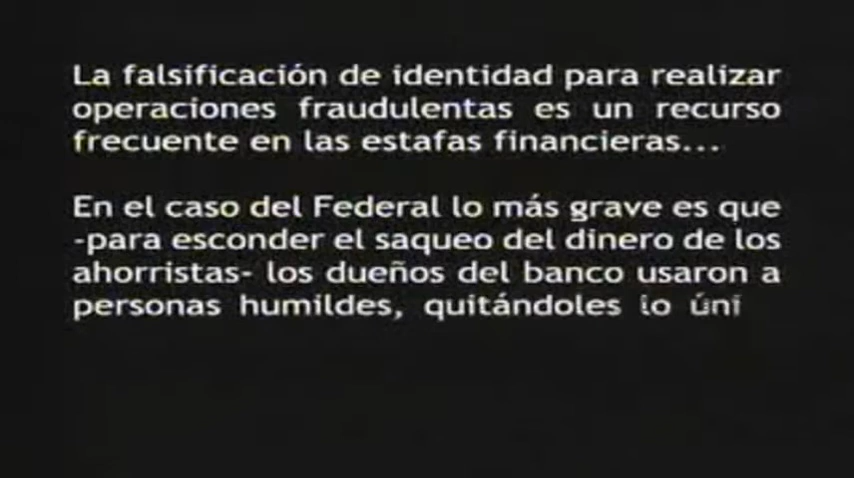 La falsificación de identidad para realizar
operaciones fraudulentas es un recurso
frecuente en las estafas financieras...
En el caso del Federal lo más grave es que
-para esconder el saqueo del dinero de los
ahorristas- los dueños del banco usaron a
personas humildes, quitándoles lo úni